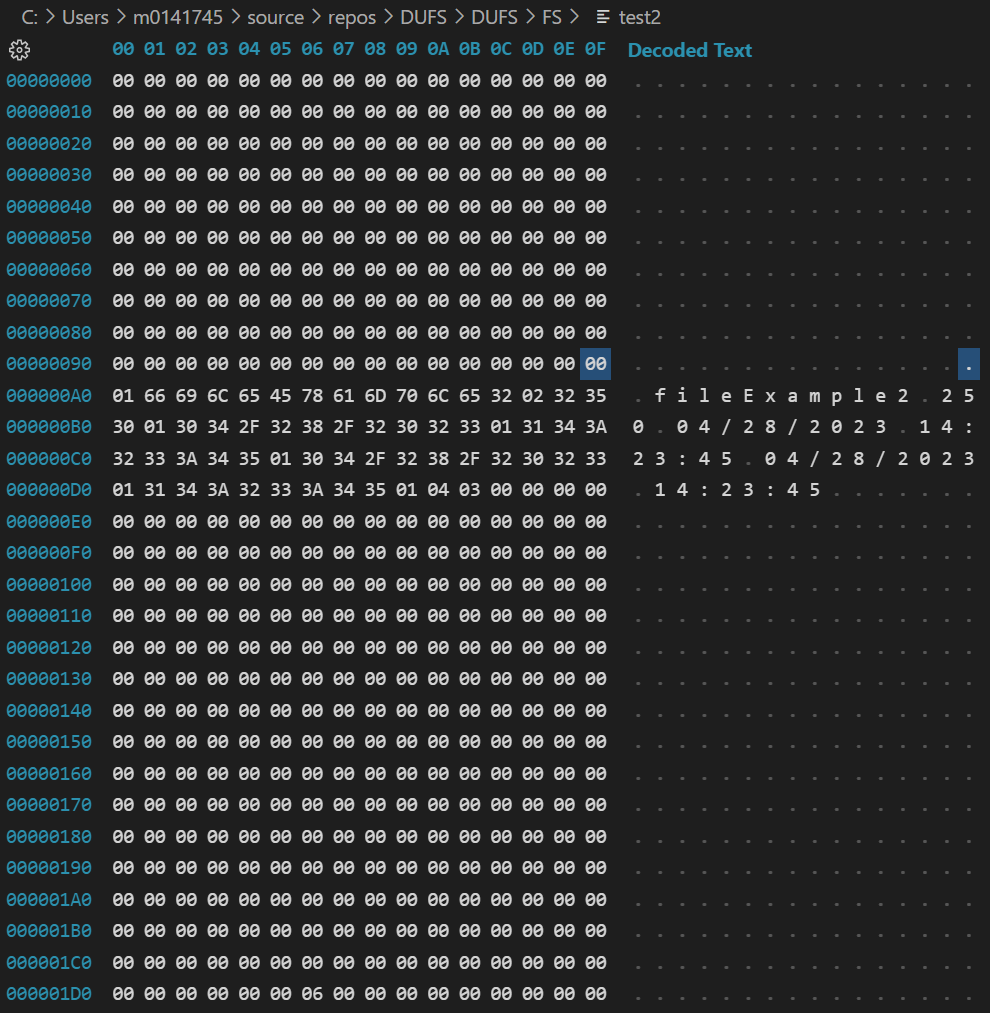 C: > Users > m0141745 > source > repos > DUFS > DUFS > FS > test2
00 01 02 03 04 05 06 07 08 09 0A 0B 0C 0D 0E 0F Decoded Text
00000000 00 00 00 00 00 00 00 00 00 00 00 00 00 00 00 00 . . . . . . . . . . . . . . . .
00000010 00 00 00 00 00 00 00 00 00 00 00 00 00 00 00 00 . . . . . . . . . . . . . . . .
00000020 00 00 00 00 00 00 00 00 00 00 00 00 00 00 00 00 . . . . . . . . . . . . . . . .
00000030 00 00 00 00 00 00 00 00 00 00 00 00 00 00 00 00 . . . . . . . . . . . . . . . .
00000040 00 00 00 00 00 00 00 00 00 00 00 00 00 00 00 00 . . . . . . . . . . . . . . . .
00000050 00 00 00 00 00 00 00 00 00 00 00 00 00 00 00 00 . . . . . . . . . . . . . . . .
00000060 00 00 00 00 00 00 00 00 00 00 00 00 00 00 00 00 . . . . . . . . . . . . . . . .
00000070 00 00 00 00 00 00 00 00 00 00 00 00 00 00 00 00 . . . . . . . . . . . . . . . .
00000080 00 00 00 00 00 00 00 00 00 00 00 00 00 00 00 00 . . . . . . . . . . . . . . . .
00000090 00 00 00 00 00 00 00 00 00 00 00 00 00 00 00 00 . . . . . . . . . . . . . . . .
000000A0 01 66 69 6C 65 45 78 61 6D 70 6C 65 32 02 32 35 . f i l e E x a m p l e 2 . 2 5
000000B0 30 01 30 34 2F 32 38 2F 32 30 32 33 01 31 34 3A 0 . 0 4 / 2 8 / 2 0 2 3 . 1 4 :
000000C0 32 33 3A 34 35 01 30 34 2F 32 38 2F 32 30 32 33 2 3 : 4 5 . 0 4 / 2 8 / 2 0 2 3
000000D0 01 31 34 3A 32 33 3A 34 35 01 04 03 00 00 00 00 . 1 4 : 2 3 : 4 5 . . . . . . .
000000E0 00 00 00 00 00 00 00 00 00 00 00 00 00 00 00 00 . . . . . . . . . . . . . . . .
000000F0 00 00 00 00 00 00 00 00 00 00 00 00 00 00 00 00 . . . . . . . . . . . . . . . .
00000100 00 00 00 00 00 00 00 00 00 00 00 00 00 00 00 00 . . . . . . . . . . . . . . . .
00000110 00 00 00 00 00 00 00 00 00 00 00 00 00 00 00 00 . . . . . . . . . . . . . . . .
00000120 00 00 00 00 00 00 00 00 00 00 00 00 00 00 00 00 . . . . . . . . . . . . . . . .
00000130 00 00 00 00 00 00 00 00 00 00 00 00 00 00 00 00 . . . . . . . . . . . . . . . .
00000140 00 00 00 00 00 00 00 00 00 00 00 00 00 00 00 00 . . . . . . . . . . . . . . . .
00000150 00 00 00 00 00 00 00 00 00 00 00 00 00 00 00 00 . . . . . . . . . . . . . . . .
00000160 00 00 00 00 00 00 00 00 00 00 00 00 00 00 00 00 . . . . . . . . . . . . . . . .
00000170 00 00 00 00 00 00 00 00 00 00 00 00 00 00 00 00 . . . . . . . . . . . . . . . .
00000180 00 00 00 00 00 00 00 00 00 00 00 00 00 00 00 00 . . . . . . . . . . . . . . . .
00000190 00 00 00 00 00 00 00 00 00 00 00 00 00 00 00 00 . . . . . . . . . . . . . . . .
000001A0 00 00 00 00 00 00 00 00 00 00 00 00 00 00 00 00 . . . . . . . . . . . . . . . .
000001B0 00 00 00 00 00 00 00 00 00 00 00 00 00 00 00 00 . . . . . . . . . . . . . . . .
000001C0 00 00 00 00 00 00 00 00 00 00 00 00 00 00 00 00 . . . . . . . . . . . . . . . .
000001D0 00 00 00 00 00 00 06 00 00 00 00 00 00 00 00 00 . . . . . . . . . . . . . . . .